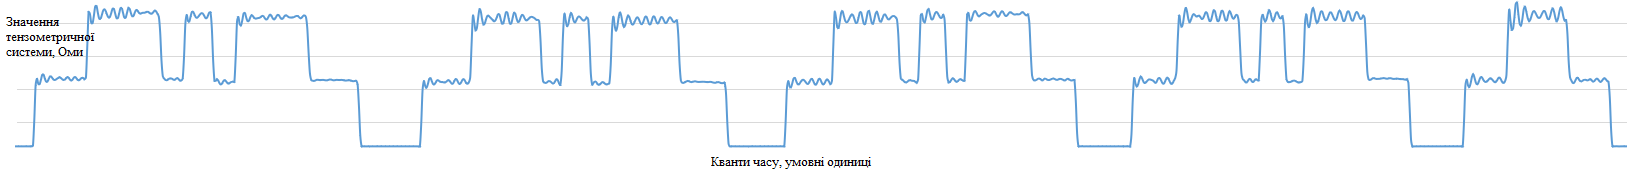 Значення
тензометричної
системи, Оми
Кванти часу, умовні одиниці